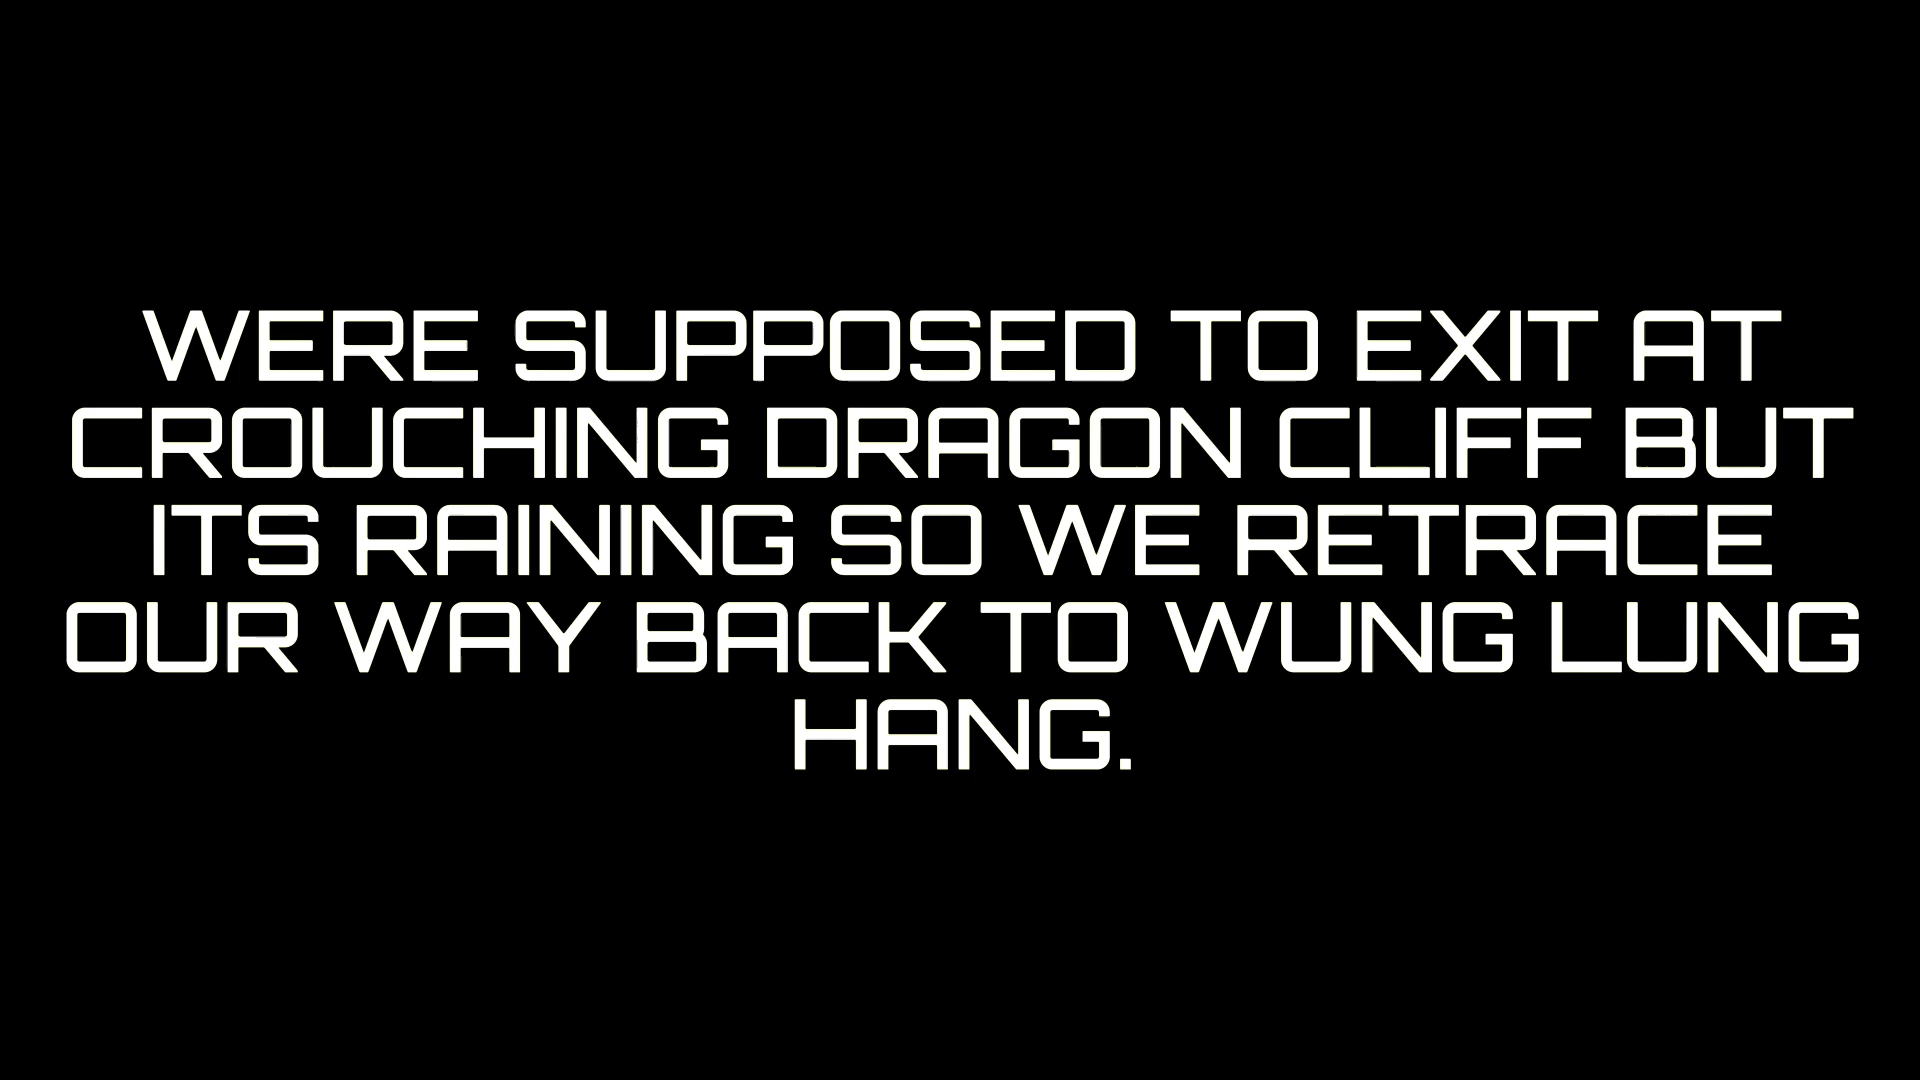 WERE SUPPOSED TO EXIT AT
CROUCHING DRAGON CLIFF BUT
ITS RAINING SO WE RETRACE
OUR WAY BACK TO WUNG LUNG
HANG.